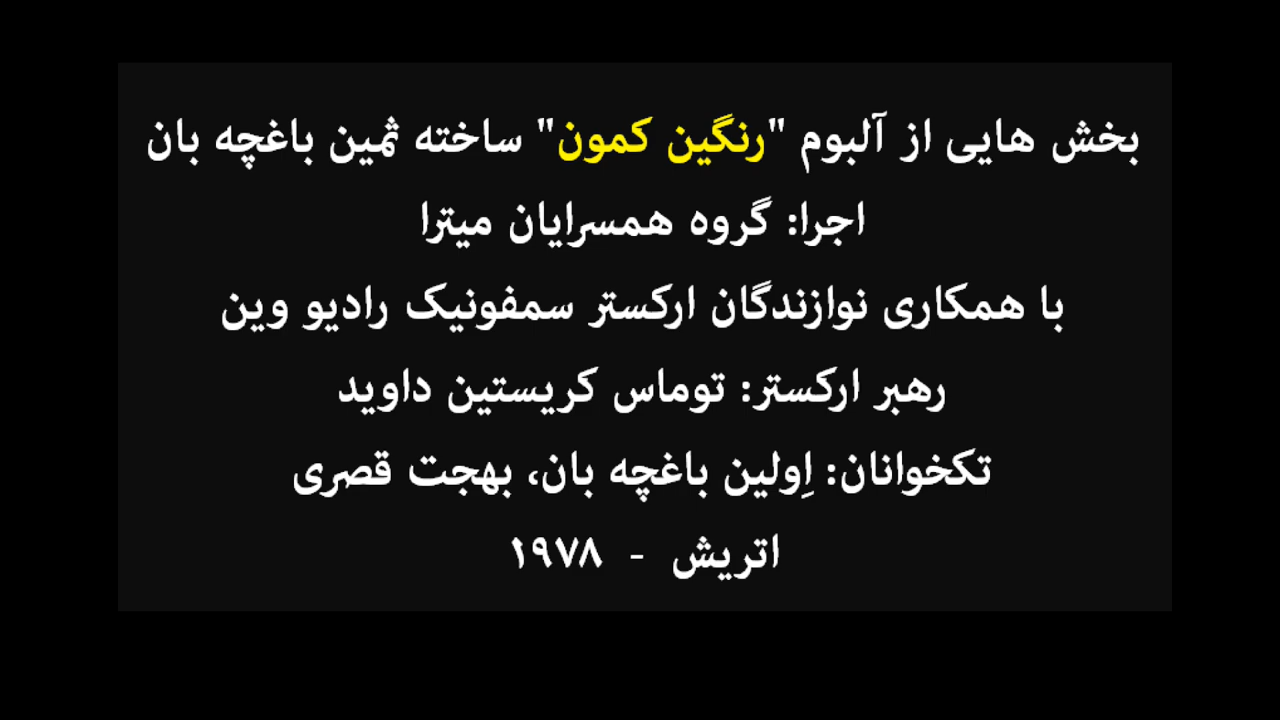 بخش هایی از آلبوم "رنگین کمون" ساخته ثمین باغچه بان
اجرا: گروه همسرایان میترا
با همکاری نوازندگان ارکستر سمفونیک رادیو وین
رهبر ارکستر: توماس کریستین داوید
تکخوانان: اِولین باغچه بان، بهجت قصری
اتریش - ۱۹۷۸